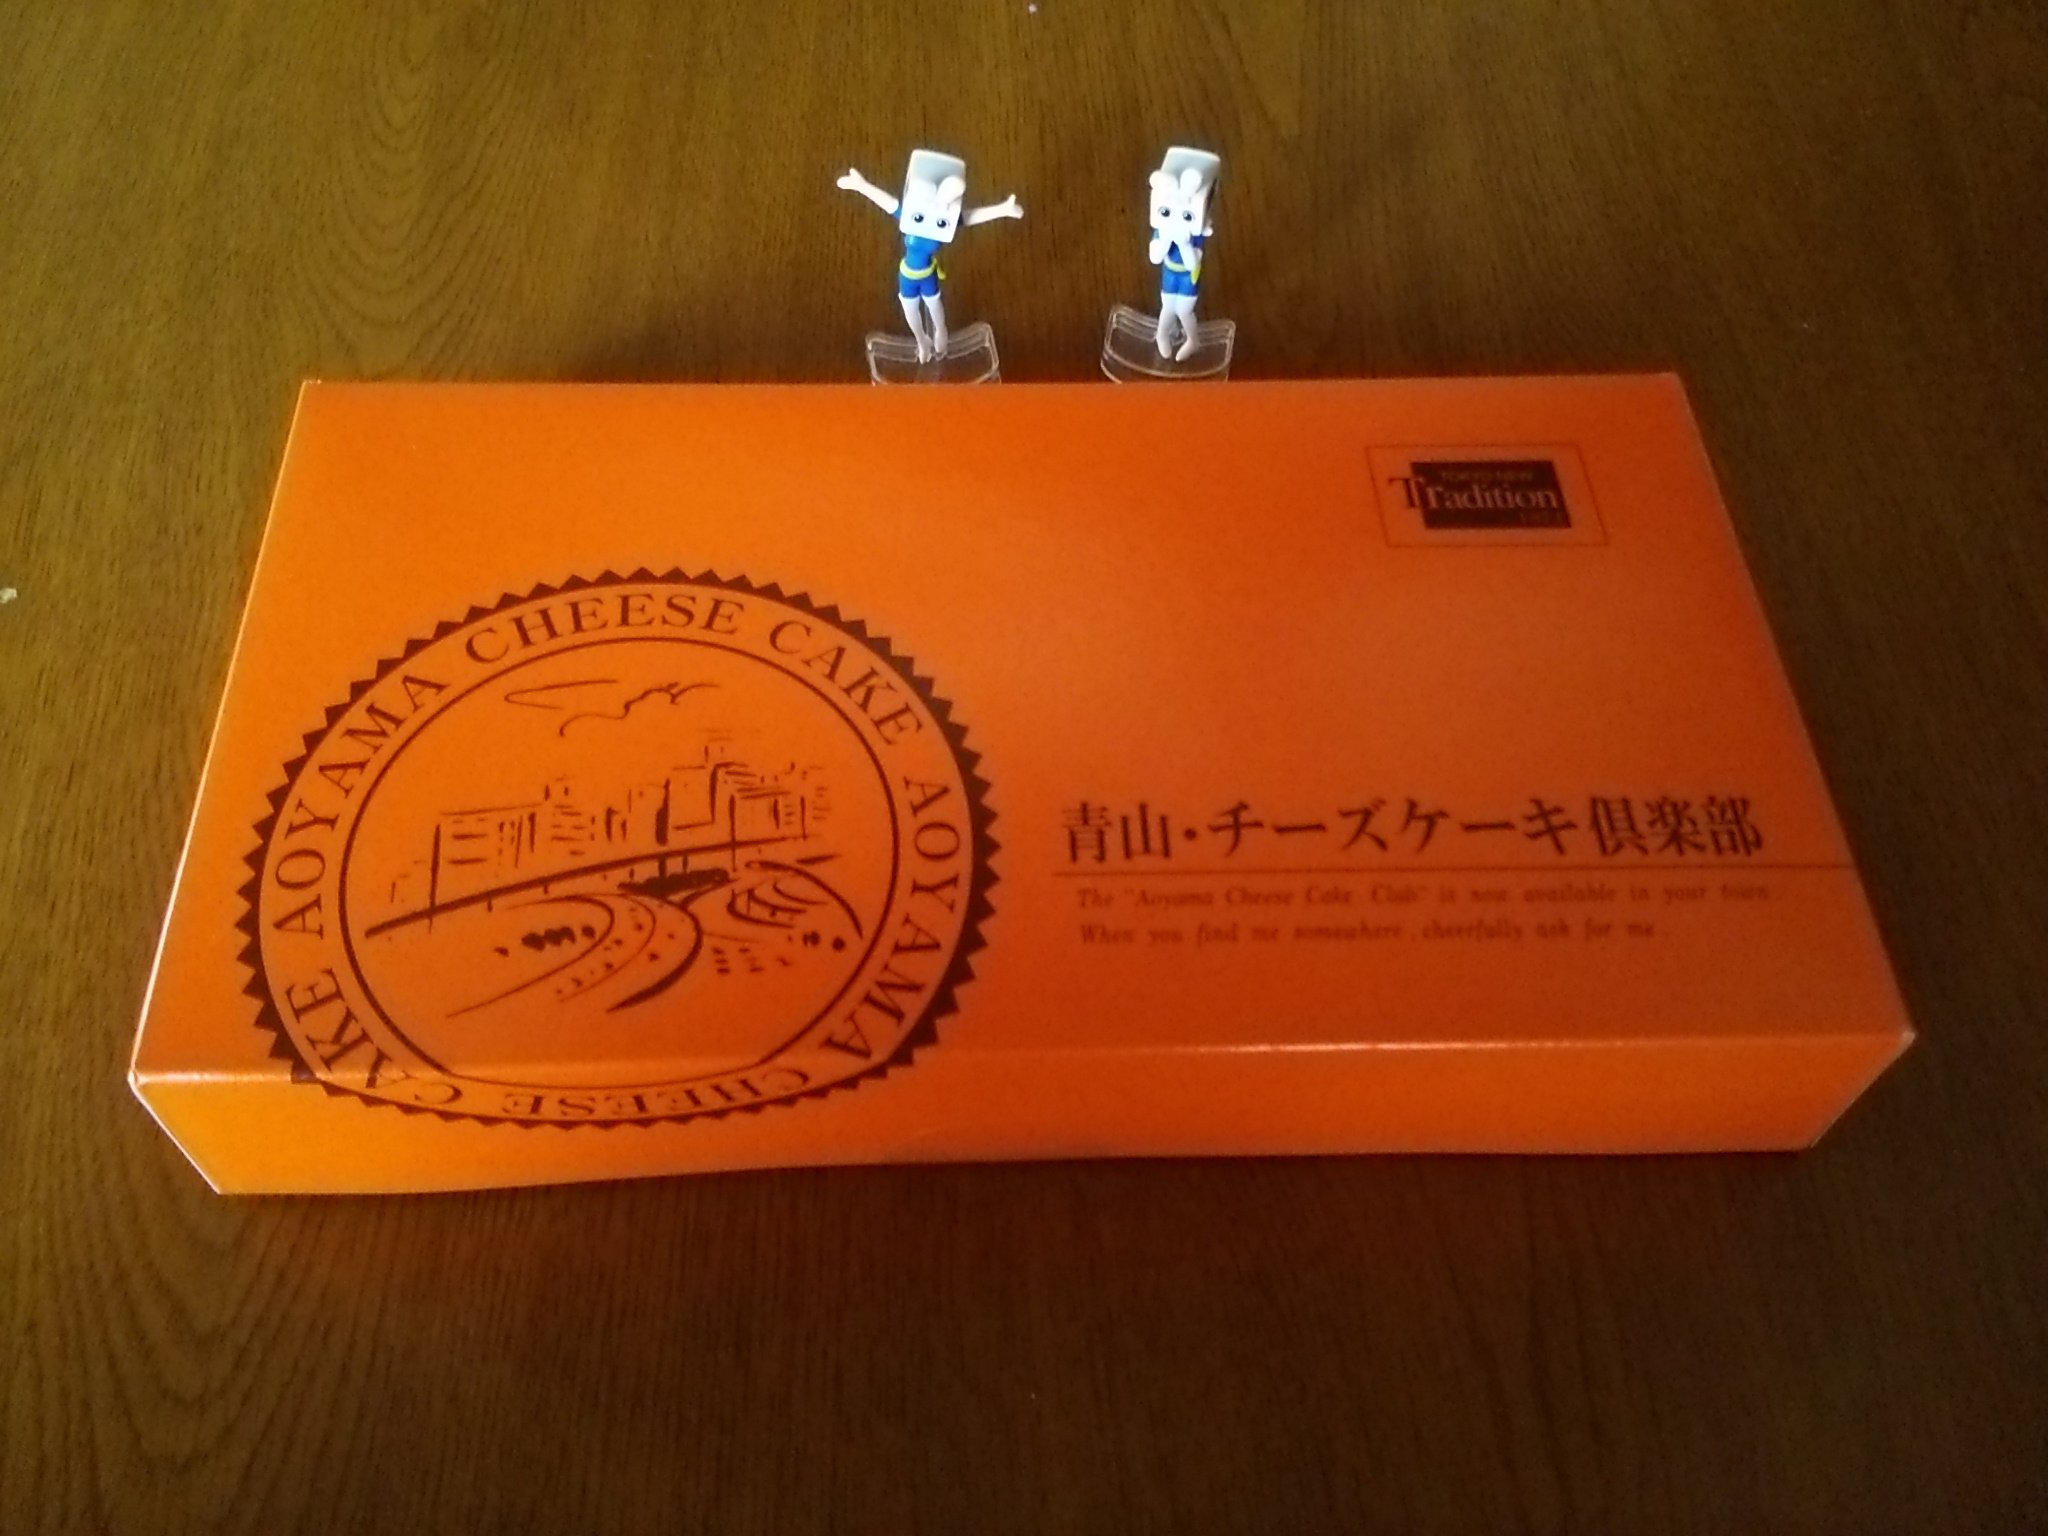 TOKYO NEW
Tradition
AOYAMA CHEESE CAKE AOYAMA CHEESE CAKE
青山・チーズケーキ倶楽部
The "Aoyama Cheese Cake Club" is now available in your town.
When you find me somewhere, cheerfully ask for me.